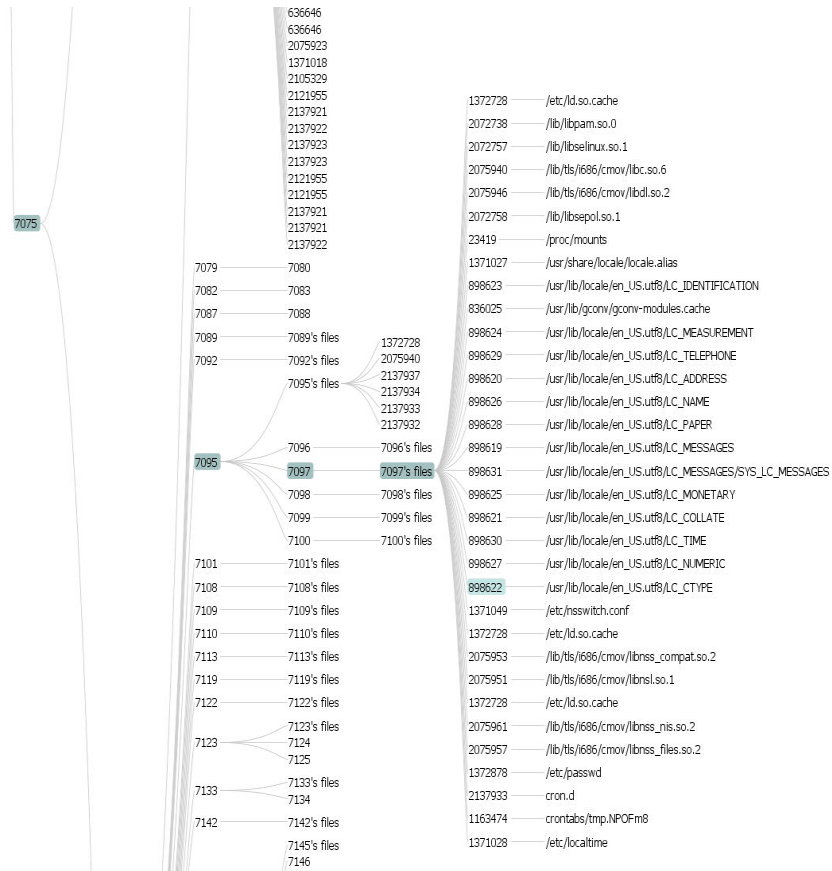 636646
636646
2075923
1371018
2105329
2121955
2137921
2137922
2137923
2137923
2121955
2121955
2137921
2137921
2137922
7075
7079 7080
7082 7083
7087 7088
7089 7089's files
7092 7092's files
7095's files
1372728
2075940
2137937
2137934
2137933
2137932
7095
7096 7096's files
7097 7097's files
7098 7098's files
7099 7099's files
7100 7100's files
7101 7101's files
7108 7108's files
7109 7109's files
7110 7110's files
7113 7113's files
7119 7119's files
7122 7122's files
7123
7123's files
7124
7125
7133
7133's files
7134
7142 7142's files
7145's files
7146
1372728 /etc/ld.so.cache
2072738 /lib/libpam.so.0
2072757 /lib/libselinux.so.1
2075940 /lib/tls/i686/cmov/libc.so.6
2075946 /lib/tls/i686/cmov/libdl.so.2
2072758 /lib/libsepol.so.1
23419 /proc/mounts
1371027 /usr/share/locale/locale.alias
898623 /usr/lib/locale/en_US.utf8/LC_IDENTIFICATION
836025 /usr/lib/gconv/gconv-modules.cache
898624 /usr/lib/locale/en_US.utf8/LC_MEASUREMENT
898629 /usr/lib/locale/en_US.utf8/LC_TELEPHONE
898620 /usr/lib/locale/en_US.utf8/LC_ADDRESS
898626 /usr/lib/locale/en_US.utf8/LC_NAME
898628 /usr/lib/locale/en_US.utf8/LC_PAPER
898619 /usr/lib/locale/en_US.utf8/LC_MESSAGES
898631 /usr/lib/locale/en_US.utf8/LC_MESSAGES/SYS_LC_MESSAGES
898625 /usr/lib/locale/en_US.utf8/LC_MONETARY
898621 /usr/lib/locale/en_US.utf8/LC_COLLATE
898630 /usr/lib/locale/en_US.utf8/LC_TIME
898627 /usr/lib/locale/en_US.utf8/LC_NUMERIC
898622 /usr/lib/locale/en_US.utf8/LC_CTYPE
1371049 /etc/nsswitch.conf
1372728 /etc/ld.so.cache
2075953 /lib/tls/i686/cmov/libnss_compat.so.2
2075951 /lib/tls/i686/cmov/libnsl.so.1
1372728 /etc/ld.so.cache
2075961 /lib/tls/i686/cmov/libnss_nis.so.2
2075957 /lib/tls/i686/cmov/libnss_files.so.2
1372878 /etc/passwd
2137933 cron.d
1163474 crontabs/tmp.NPOFm8
1371028 /etc/localtime